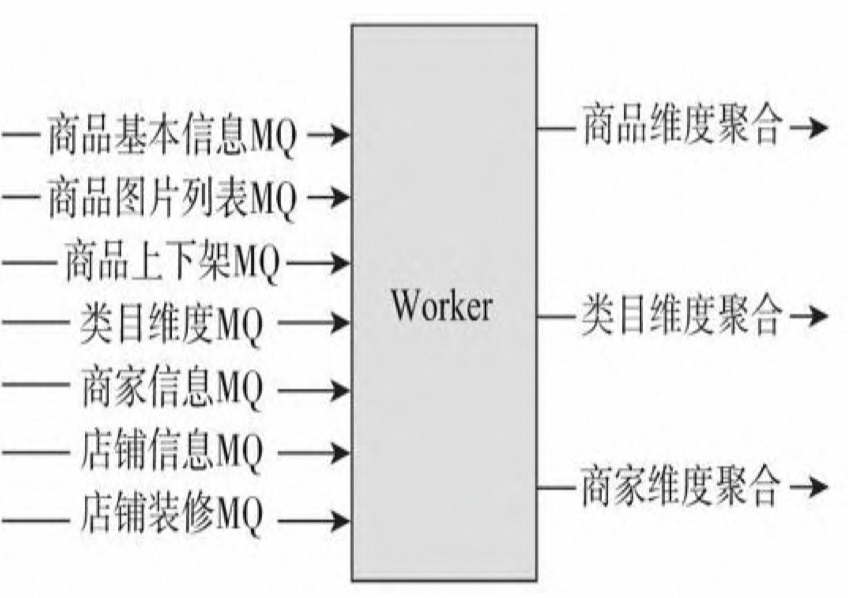 商品基本信息MQ
商品图片列表MQ
商品上下架MQ
类目维度MQ
商家信息MQ
店铺信息MQ
店铺装修MQ
Worker
商品维度聚合
类目维度聚合
商家维度聚合